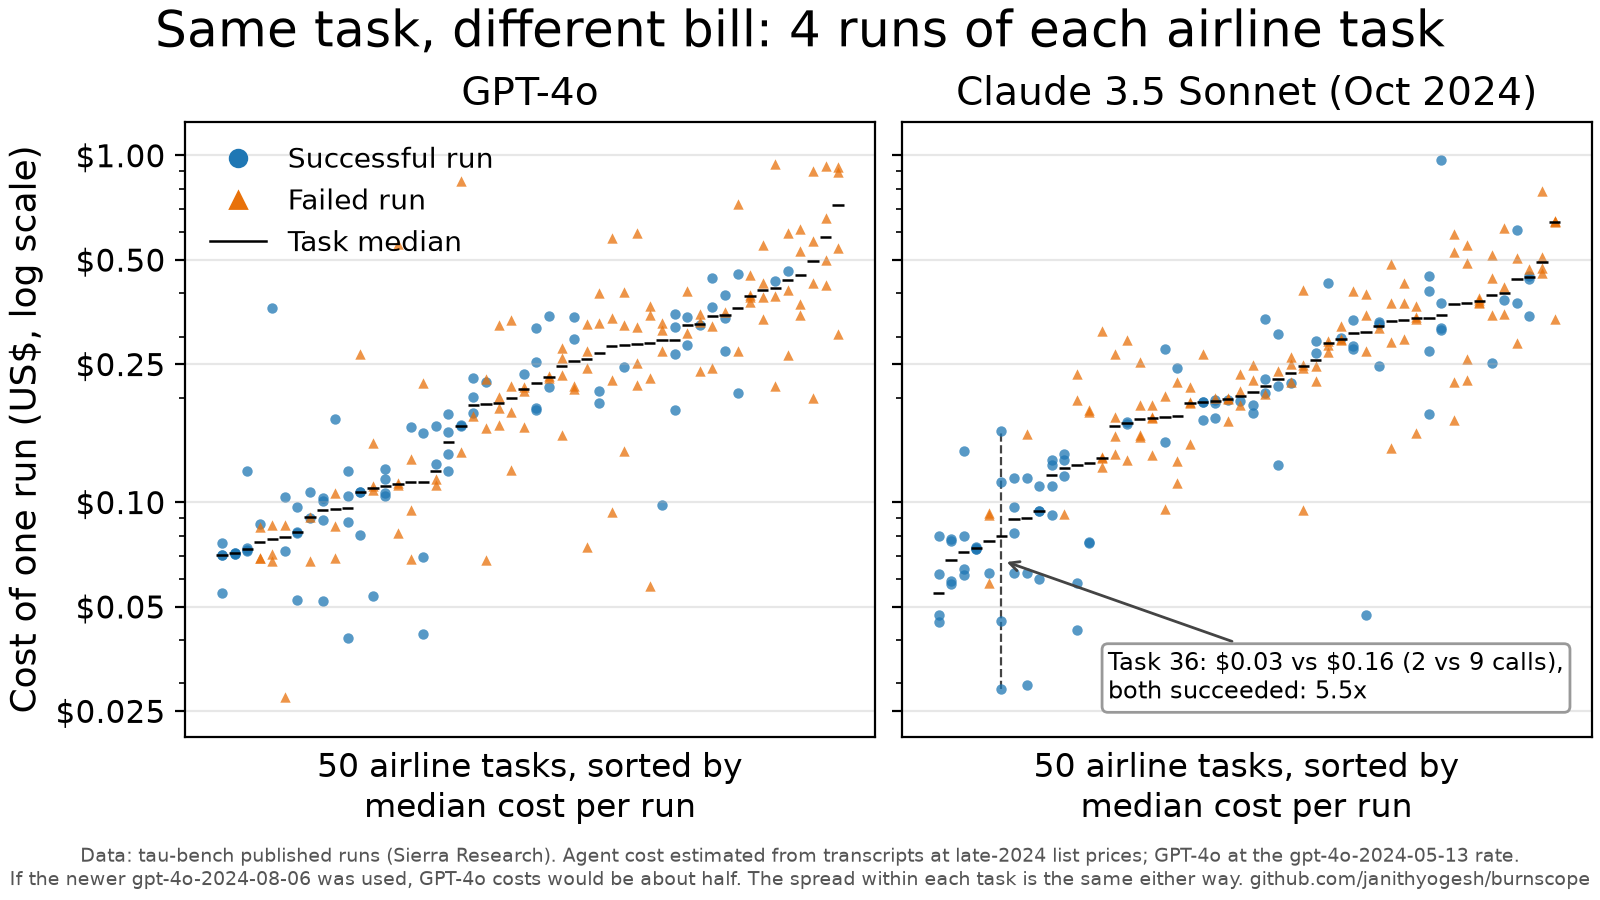 Same task, different bill: 4 runs of each airline task
GPT-4o
Claude 3.5 Sonnet (Oct 2024)
Cost of one run (US$, log scale)
$1.00
$0.50
$0.25
$0.10
$0.05
$0.025
Successful run
Failed run
Task median
Task 36: $0.03 vs $0.16 (2 vs 9 calls),
both succeeded: 5.5x
50 airline tasks, sorted by
median cost per run
50 airline tasks, sorted by
median cost per run
Data: tau-bench published runs (Sierra Research). Agent cost estimated from transcripts at late-2024 list prices; GPT-4o at the gpt-4o-2024-05-13 rate.
If the newer gpt-4o-2024-08-06 was used, GPT-4o costs would be about half. The spread within each task is the same either way. github.com/janithyogesh/burnscope